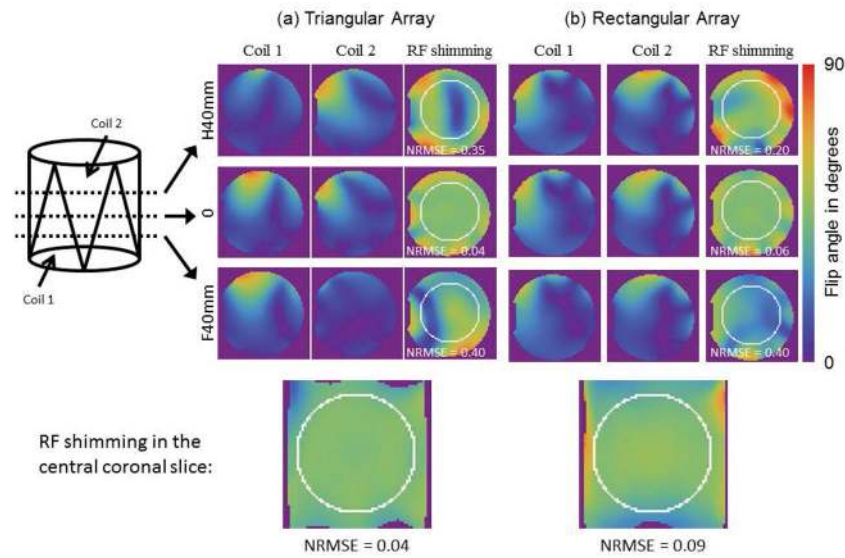 (a) Triangular Array
(b) Rectangular Array
Coil 1
Coil 2
RF shimming
Coil 1
Coil 2
RF shimming
90
Flip angle in degrees
0
Coil 2
Coil 1
H40mm
NRMSE = 0.35
NRMSE = 0.20
0
NRMSE = 0.04
NRMSE = 0.06
F40mm
NRMSE = 0.40
NRMSE = 0.40
RF shimming in the
central coronal slice:
NRMSE = 0.04
NRMSE = 0.09